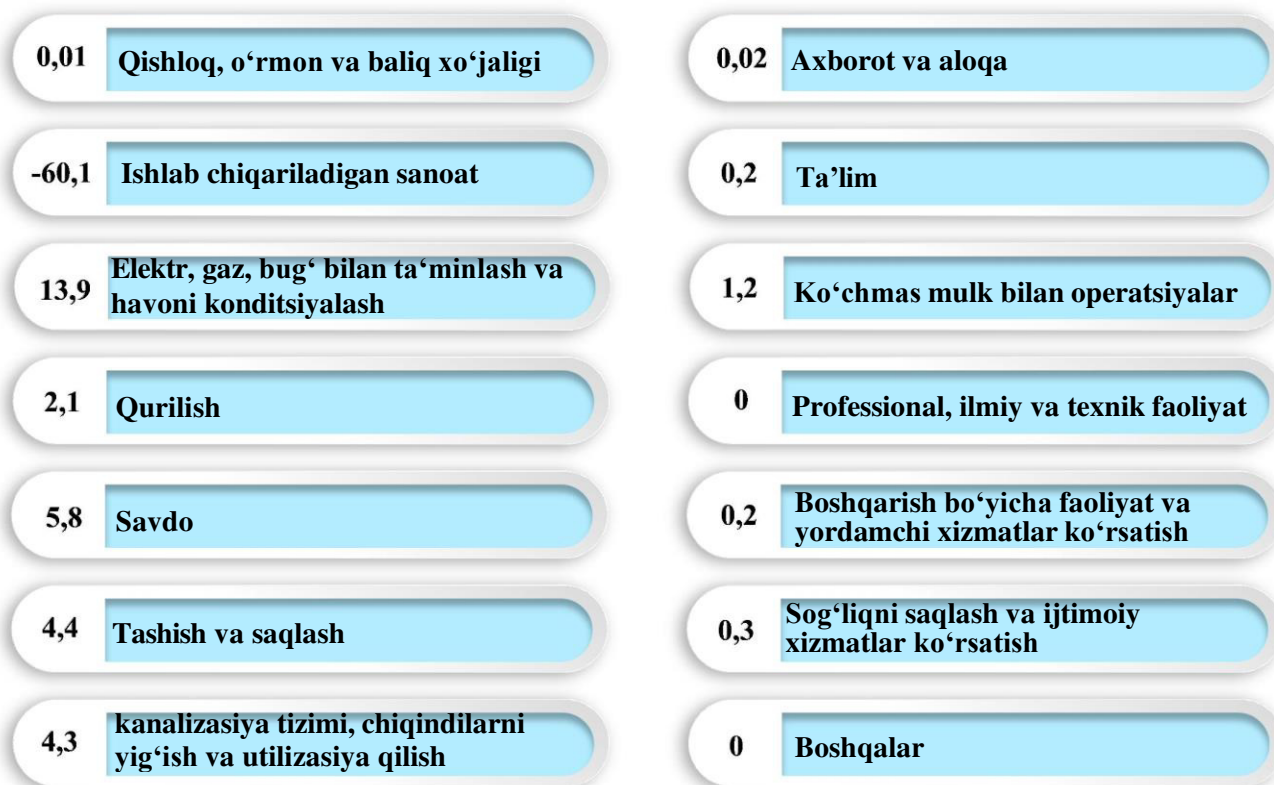 0,01 Qishloq, o‘rmon va baliq xo‘jaligi
-60,1 Ishlab chiqariladigan sanoat
13,9 Elektr, gaz, bug‘ bilan ta‘minlash va
havoni konditsiyalash
2,1 Qurilish
5,8 Savdo
4,4 Tashish va saqlash
4,3 kanalizasiya tizimi, chiqindilarni
yig‘ish va utilizasiya qilish
0,02 Axborot va aloqa
0,2 Ta’lim
1,2 Ko‘chmas mulk bilan operatsiyalar
0 Professional, ilmiy va texnik faoliyat
0,2 Boshqarish bo‘yicha faoliyat va
yordamchi xizmatlar ko‘rsatish
0,3 Sog‘liqni saqlash va ijtimoiy
xizmatlar ko‘rsatish
0 Boshqalar